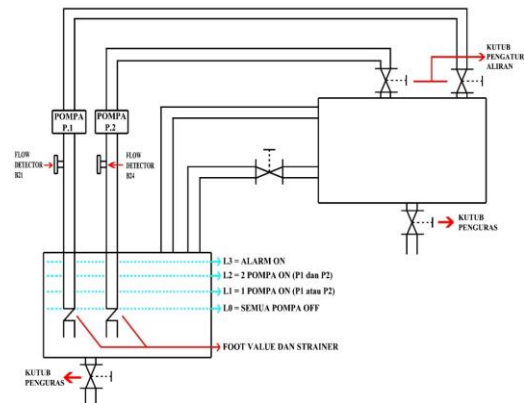 KUTUB
PENGATUR
ALIRAN
POMPA
P.1
POMPA
P.2
FLOW
DETECTOR
B21
FLOW
DETECTOR
B24
KUTUB
PENGURAS
L3 = ALARM ON
L2 = 2 POMPA ON (P1 dan P2)
L1 = 1 POMPA ON (P1 atau P2)
L0 = SEMUA POMPA OFF
FOOT VALUE DAN STRAINER
KUTUB
PENGURAS